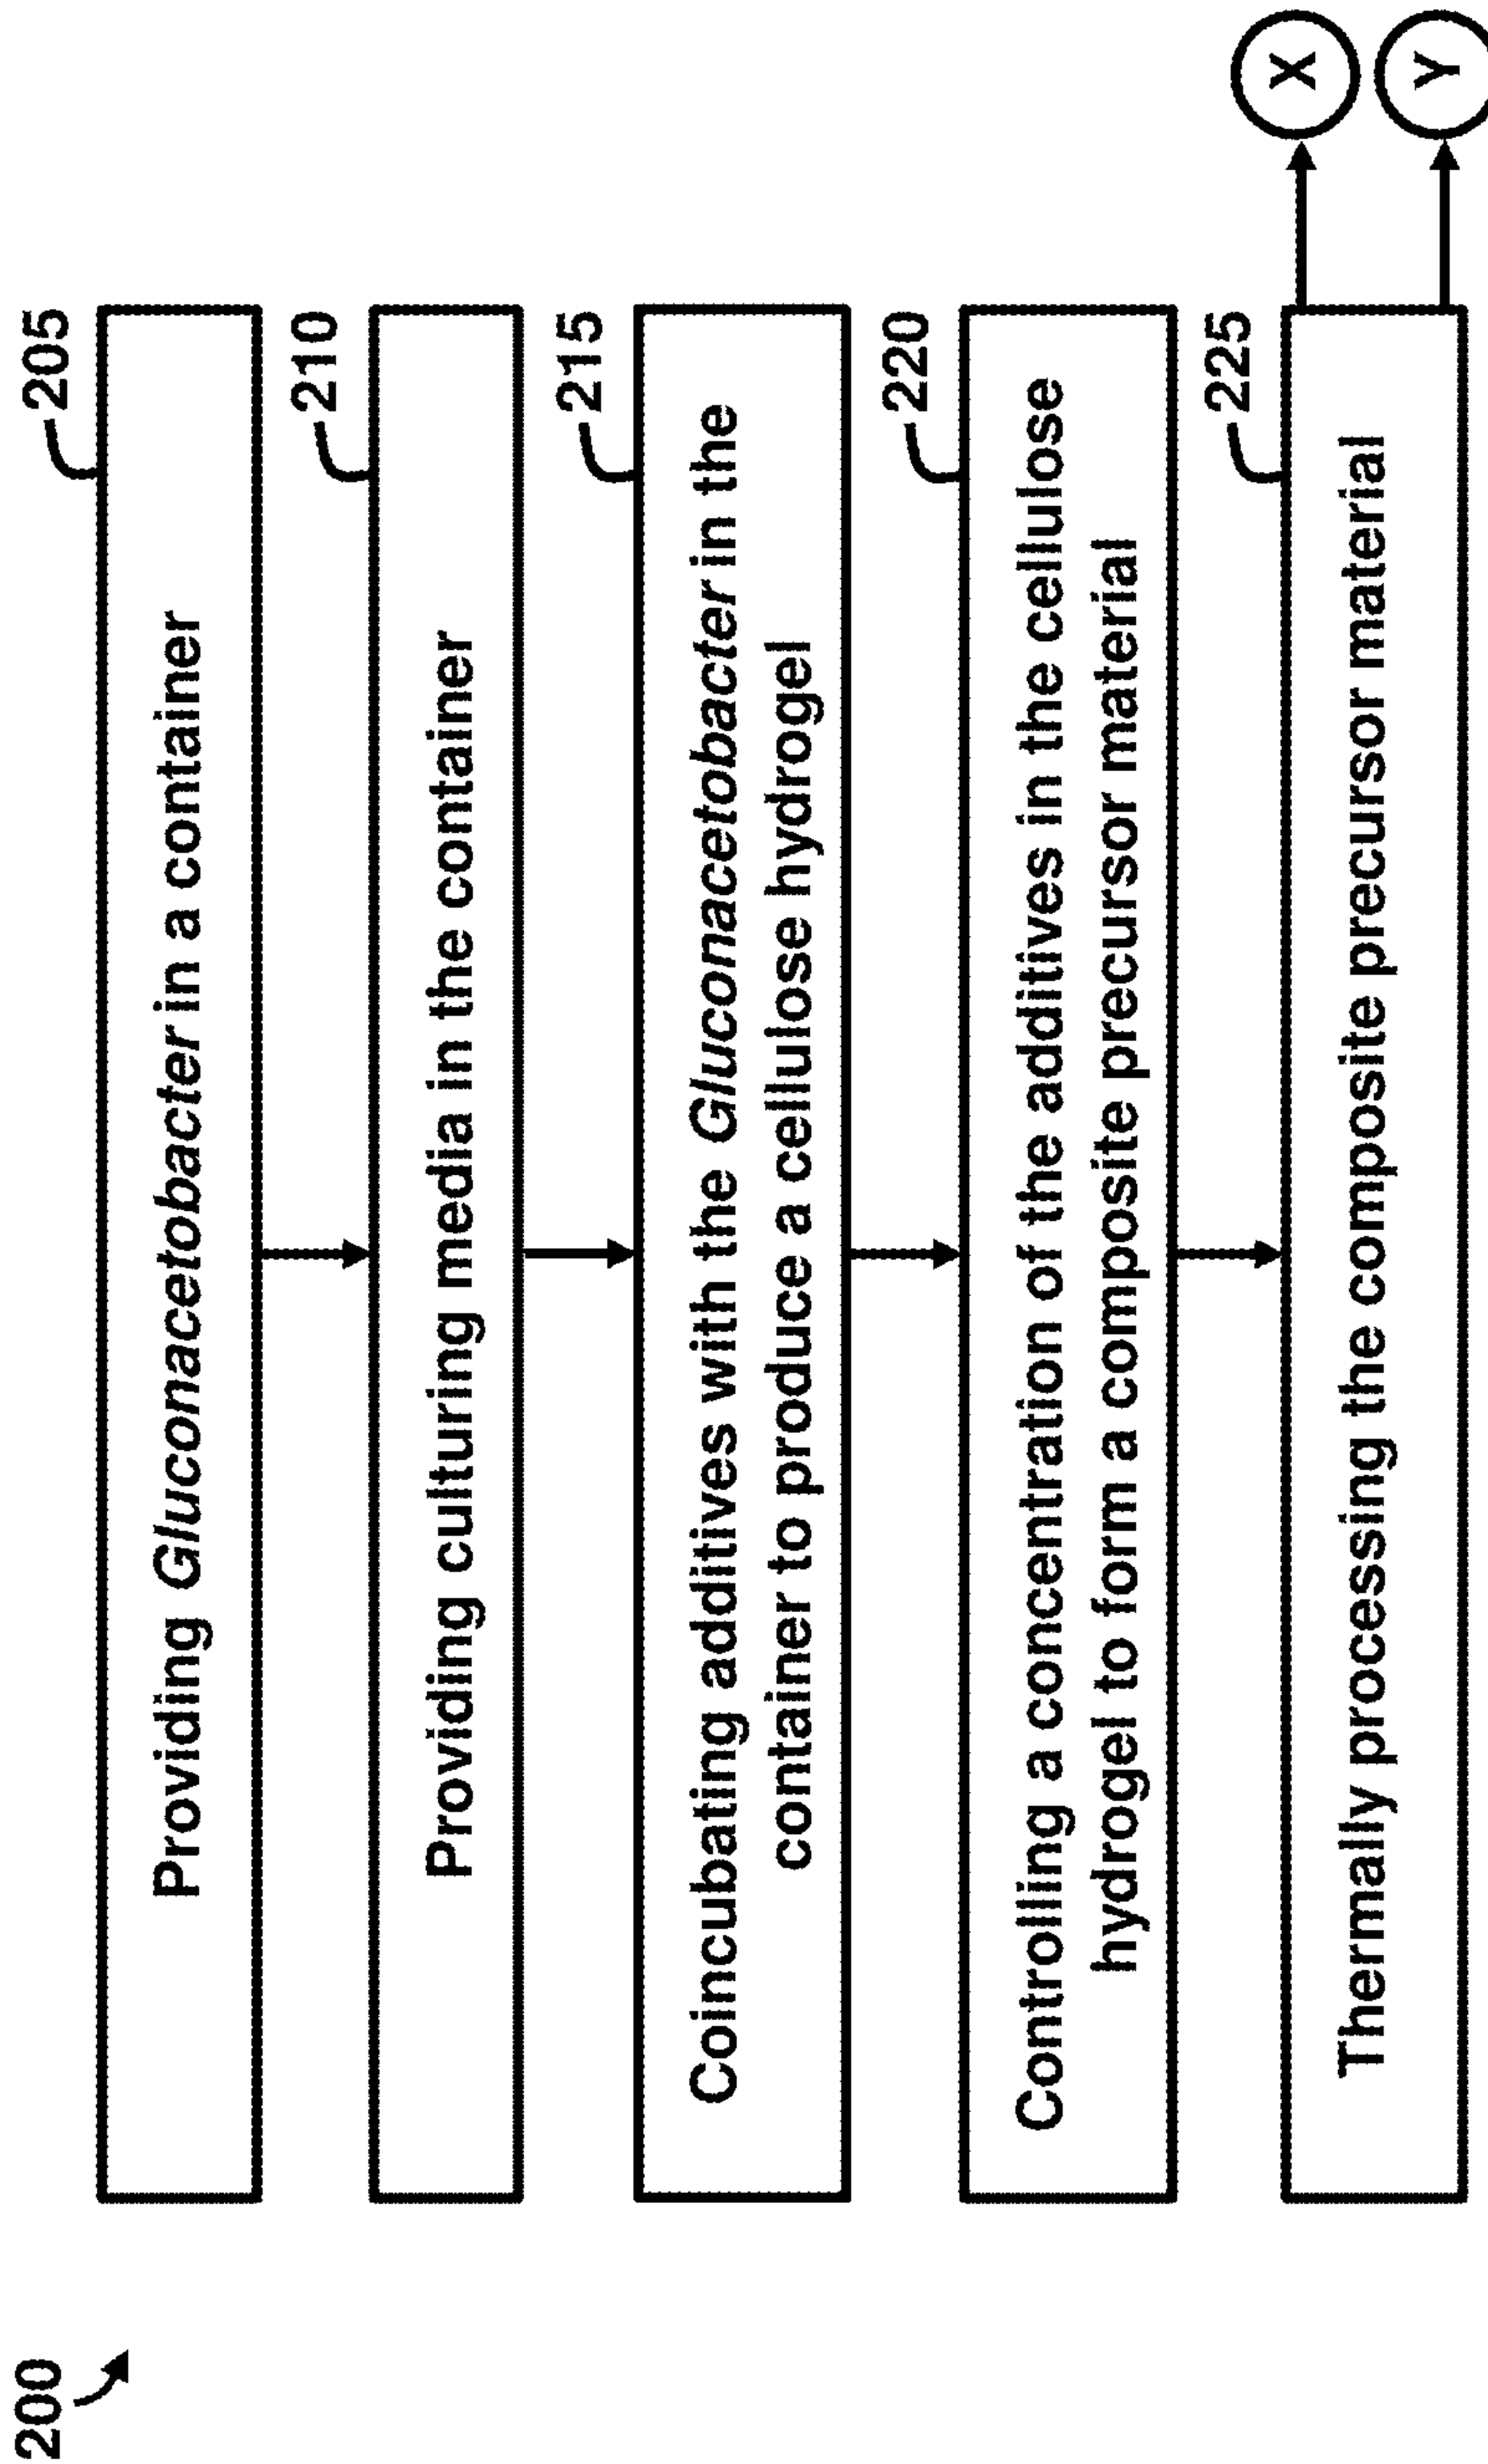 200
205
Providing Gluconacetobacter in a container
210
Providing culturing media in the container
215
Coincubating additives with the Gluconacetobacter in the
container to produce a cellulose hydrogel
220
Controlling a concentration of the additives in the cellulose
hydrogel to form a composite precursor material
225
Thermally processing the composite precursor material
X
Y